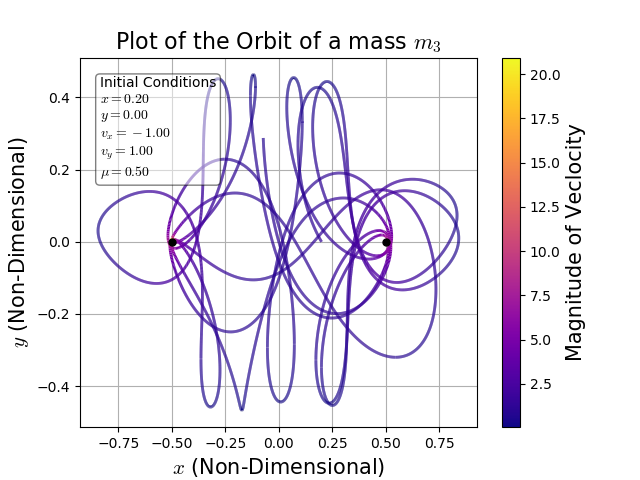 Plot of the Orbit of a mass m₃
Initial Conditions
x = 0.20
y = 0.00
vₓ = −1.00
v_y = 1.00
μ = 0.50
0.4
0.2
0.0
−0.2
−0.4
y (Non-Dimensional)
−0.75
−0.50
−0.25
0.00
0.25
0.50
0.75
x (Non-Dimensional)
20.0
17.5
15.0
12.5
10.0
7.5
5.0
2.5
Magnitude of Veclocity